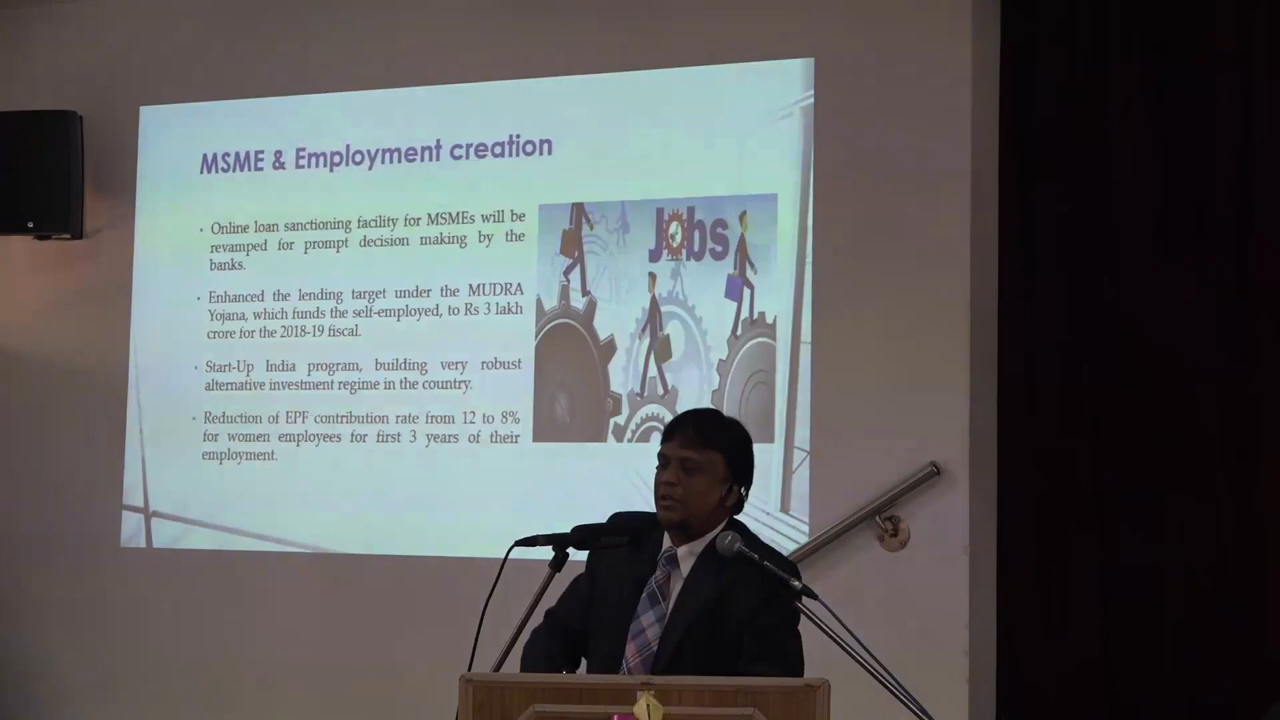 MSME & Employment creation
• Online loan sanctioning facility for MSMEs will be
revamped for prompt decision making by the
banks.
• Enhanced the lending target under the MUDRA
Yojana, which funds the self-employed, to Rs 3 lakh
crore for the 2018-19 fiscal.
• Start-Up India program, building very robust
alternative investment regime in the country.
• Reduction of EPF contribution rate from 12 to 8%
for women employees for first 3 years of their
employment.
Jobs